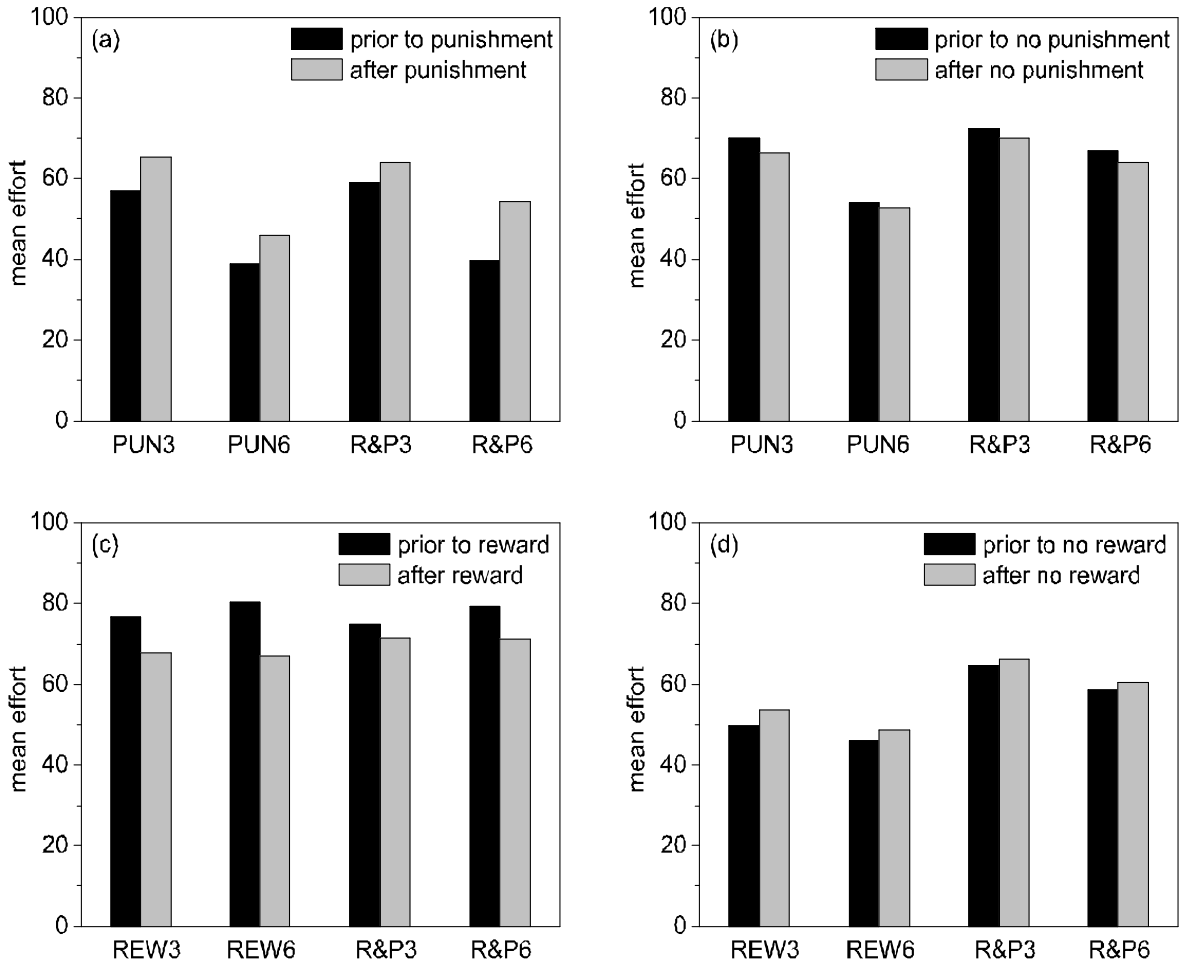 (a)
prior to punishment
after punishment
mean effort
100
80
60
40
20
0
PUN3 PUN6 R&P3 R&P6
(b)
prior to no punishment
after no punishment
mean effort
100
80
60
40
20
0
PUN3 PUN6 R&P3 R&P6
(c)
prior to reward
after reward
mean effort
100
80
60
40
20
0
REW3 REW6 R&P3 R&P6
(d)
prior to no reward
after no reward
mean effort
100
80
60
40
20
0
REW3 REW6 R&P3 R&P6